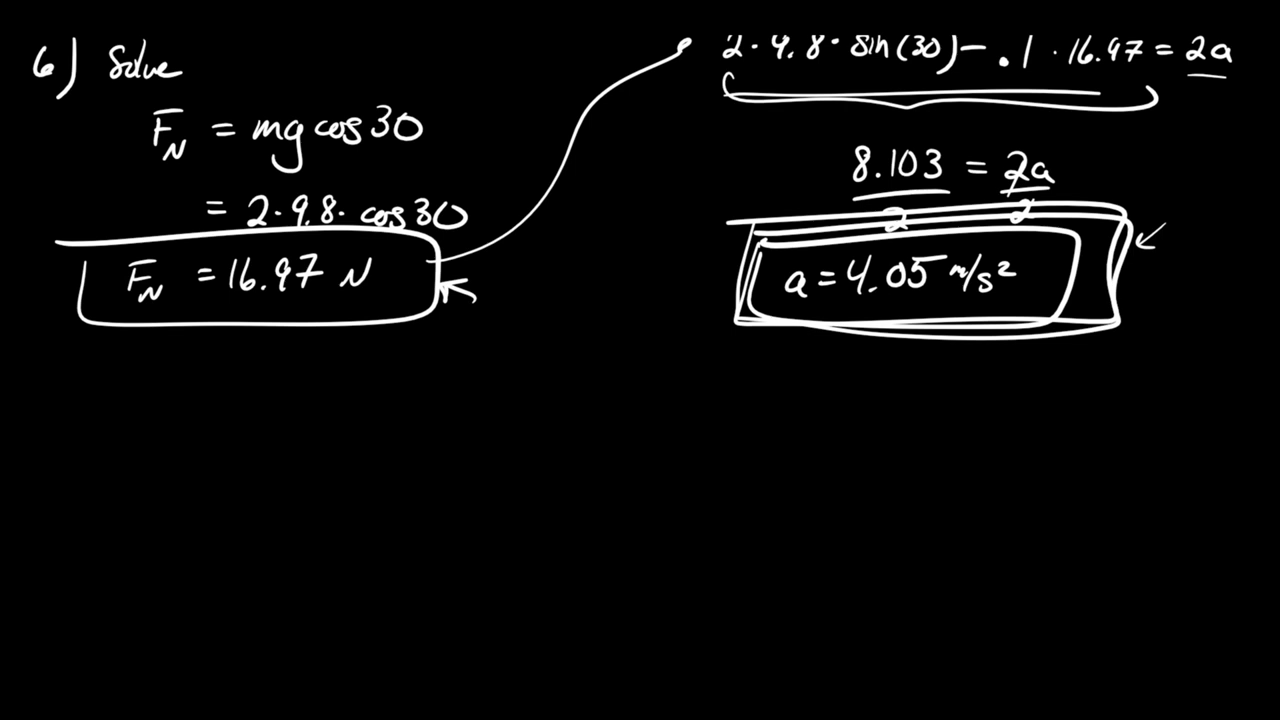 6) Solve
F_N = mg cos 30
= 2·9.8· cos 30
F_N = 16.97 N
2·9.8· sin(30) – .1 · 16.97 = 2a
8.103 = 2a
2 2
a = 4.05 m/s²